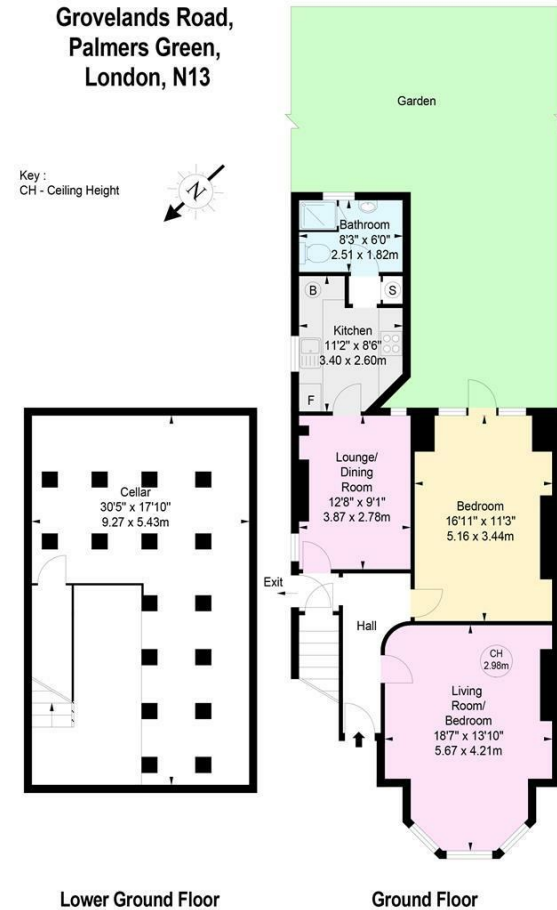 Grovelands Road,
Palmers Green,
London, N13
Key :
CH - Ceiling Height
N
Garden
Bathroom
8'3" x 6'0"
2.51 x 1.82m
B
S
Kitchen
11'2" x 8'6"
3.40 x 2.60m
F
Lounge/
Dining
Room
12'8" x 9'1"
3.87 x 2.78m
Bedroom
16'11" x 11'3"
5.16 x 3.44m
Cellar
30'5" x 17'10"
9.27 x 5.43m
Exit
Hall
CH
2.98m
Living
Room/
Bedroom
18'7" x 13'10"
5.67 x 4.21m
Lower Ground Floor
Ground Floor